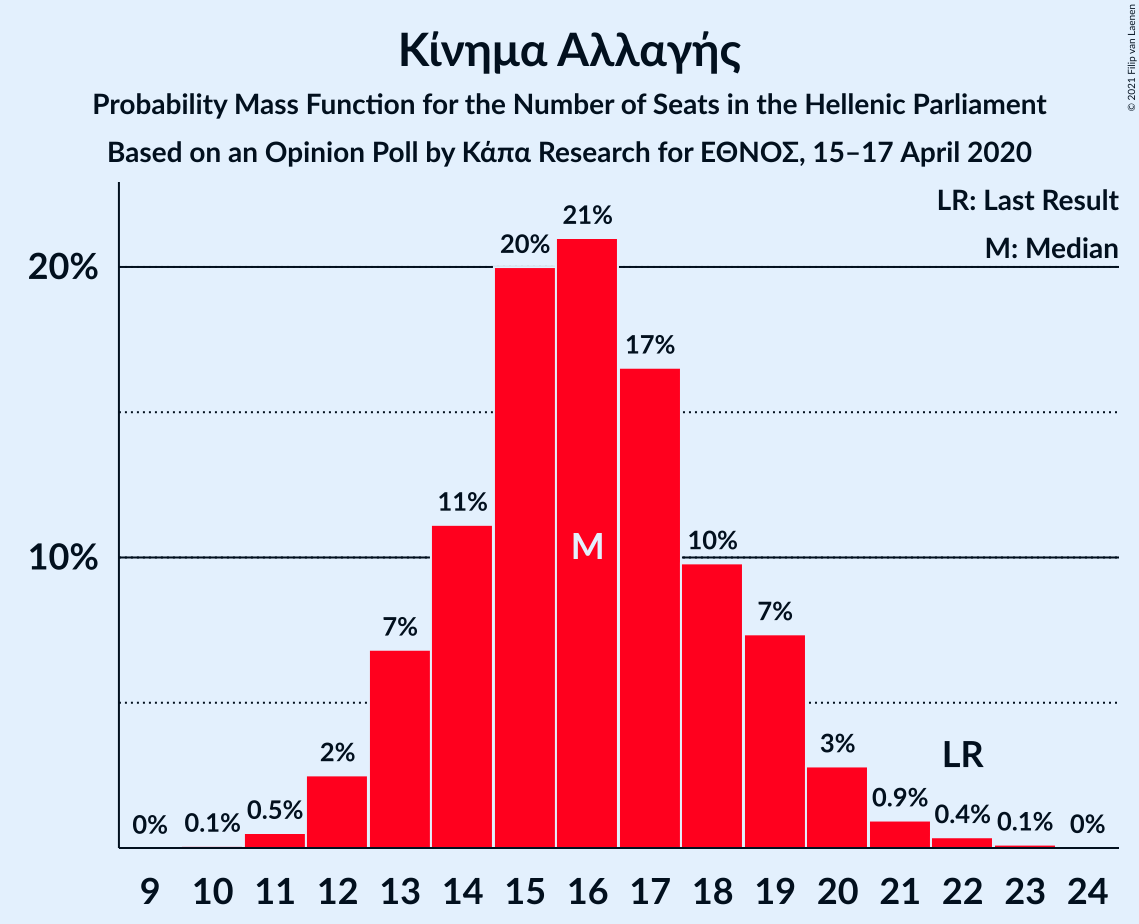 Κίνημα Αλλαγής
Probability Mass Function for the Number of Seats in the Hellenic Parliament
Based on an Opinion Poll by Κάπα Research for ΕΘΝΟΣ, 15–17 April 2020
© 2021 Filip van Laenen
LR: Last Result
M: Median
20%
10%
0%
0.1%
0.5%
2%
7%
11%
20%
21%
17%
10%
7%
3%
0.9%
0.4%
0.1%
0%
M
LR
9 10 11 12 13 14 15 16 17 18 19 20 21 22 23 24